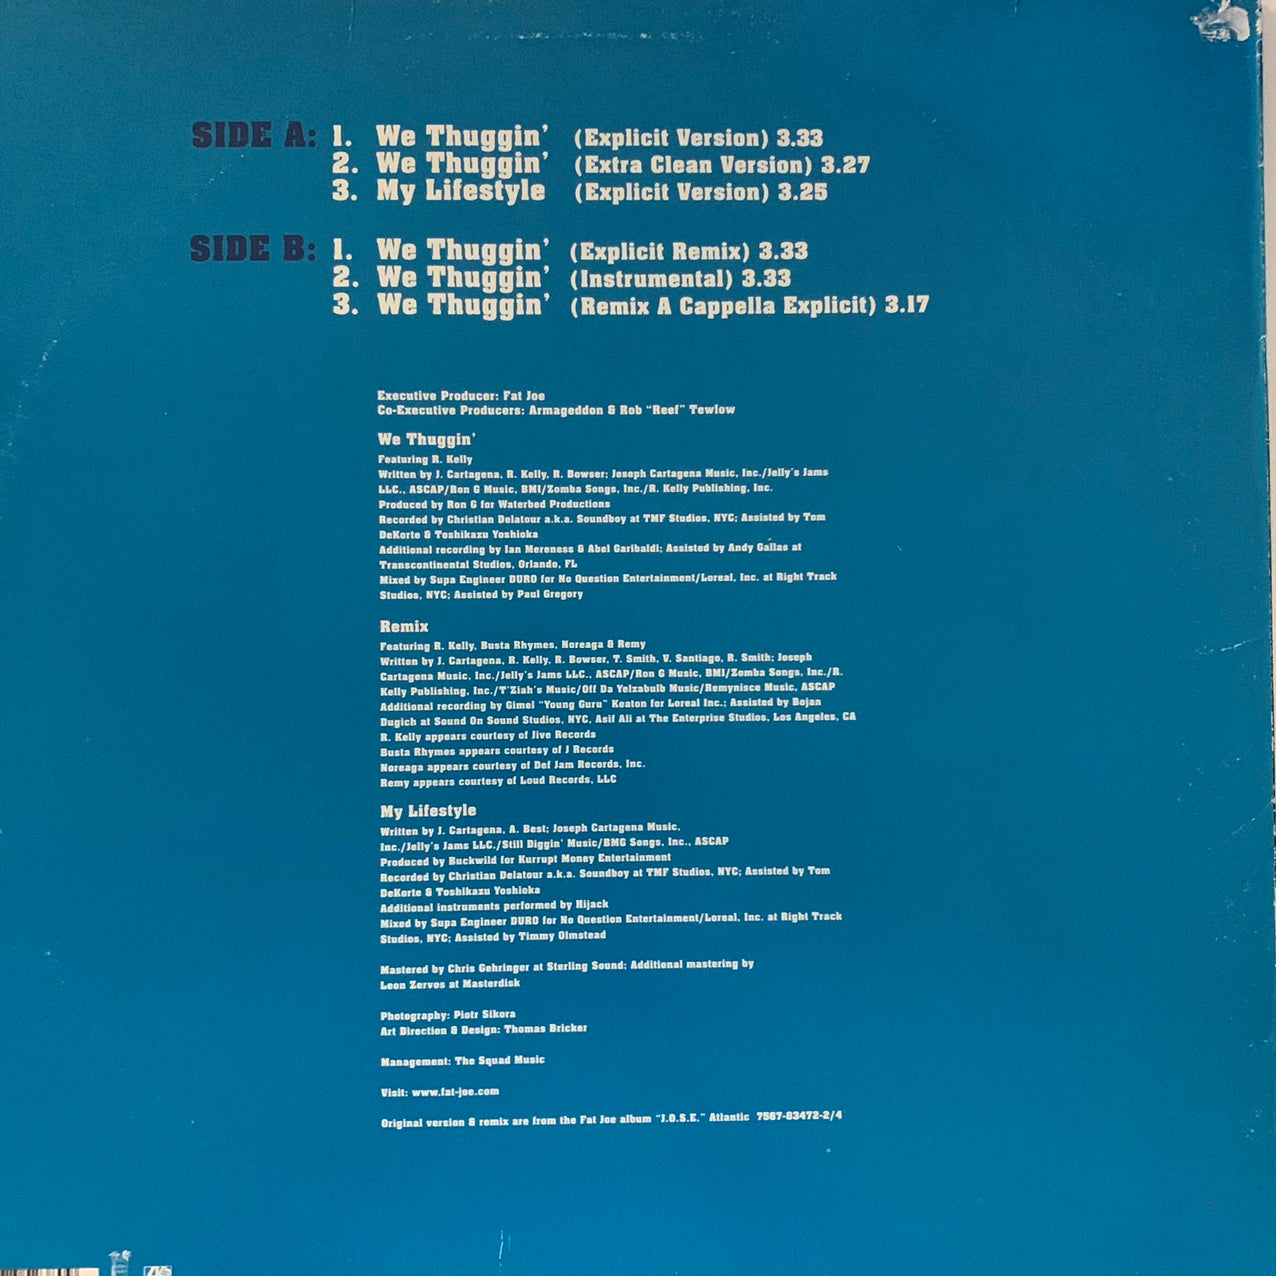 SIDE A: 1. We Thuggin' (Explicit Version) 3.33
2. We Thuggin' (Extra Clean Version) 3.27
3. My Lifestyle (Explicit Version) 3.25
SIDE B: 1. We Thuggin' (Explicit Remix) 3.33
2. We Thuggin' (Instrumental) 3.33
3. We Thuggin' (Remix A Cappella Explicit) 3.17
Executive Producer: Fat Joe
Co-Executive Producers: Armageddon & Rob "Reef" Tewlow
We Thuggin'
Featuring R. Kelly
Written by J. Cartagena, R. Kelly, R. Bowser; Joseph Cartagena Music, Inc./Jelly's Jams
LLC., ASCAP/Ron G Music, BMI/Zomba Songs, Inc./R. Kelly Publishing, Inc.
Produced by Ron G for Waterbed Productions
Recorded by Christian Delatour a.k.a. Soundboy at TMF Studios, NYC; Assisted by Tom
DeKorte & Toshikazu Yoshioka
Additional recording by Ian Mereness & Abel Garibaldi; Assisted by Andy Gallas at
Transcontinental Studios, Orlando, FL
Mixed by Supa Engineer DURO for No Question Entertainment/Loreal, Inc. at Right Track
Studios, NYC; Assisted by Paul Gregory
Remix
Featuring R. Kelly, Busta Rhymes, Noreaga & Remy
Written by J. Cartagena, R. Kelly, R. Bowser, T. Smith, V. Santiago, R. Smith; Joseph
Cartagena Music, Inc./Jelly's Jams LLC., ASCAP/Ron G Music, BMI/Zomba Songs, Inc./R.
Kelly Publishing, Inc./T'Ziah's Music/Off Da Yelzabulb Music/Remynisce Music, ASCAP
Additional recording by Gimel "Young Guru" Keaton for Loreal Inc.; Assisted by Bojan
Dugich at Sound On Sound Studios, NYC, Asif Ali at The Enterprise Studios, Los Angeles, CA
R. Kelly appears courtesy of Jive Records
Busta Rhymes appears courtesy of J Records
Noreaga appears courtesy of Def Jam Records, Inc.
Remy appears courtesy of Loud Records, LLC
My Lifestyle
Written by J. Cartagena, A. Best; Joseph Cartagena Music,
Inc./Jelly's Jams LLC./Still Diggin' Music/BMG Songs, Inc., ASCAP
Produced by Buckwild for Kurrupt Money Entertainment
Recorded by Christian Delatour a.k.a. Soundboy at TMF Studios, NYC; Assisted by Tom
DeKorte & Toshikazu Yoshioka
Additional instruments performed by Hijack
Mixed by Supa Engineer DURO for No Question Entertainment/Loreal, Inc. at Right Track
Studios, NYC; Assisted by Timmy Olmstead
Mastered by Chris Gehringer at Sterling Sound; Additional mastering by
Leon Zervos at Masterdisk
Photography: Piotr Sikora
Art Direction & Design: Thomas Bricker
Management: The Squad Music
Visit: www.fat-joe.com
Original version & remix are from the Fat Joe album "J.O.S.E." Atlantic 7567-83472-2/4